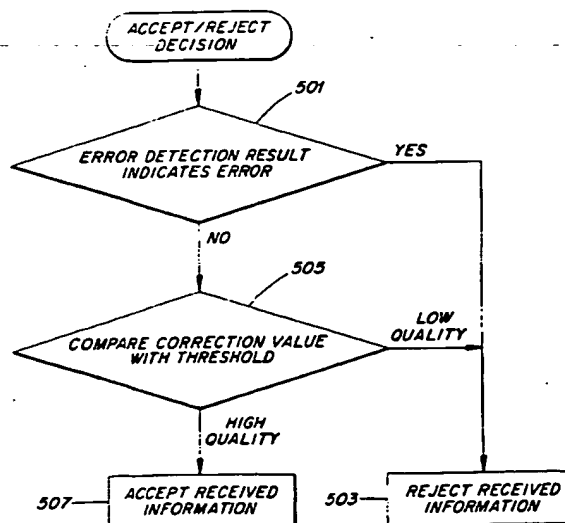 ACCEPT/REJECT
DECISION
501
ERROR DETECTION RESULT
INDICATES ERROR
YES
NO
505
COMPARE CORRECTION VALUE
WITH THRESHOLD
LOW
QUALITY
HIGH
QUALITY
507
ACCEPT RECEIVED
INFORMATION
503
REJECT RECEIVED
INFORMATION